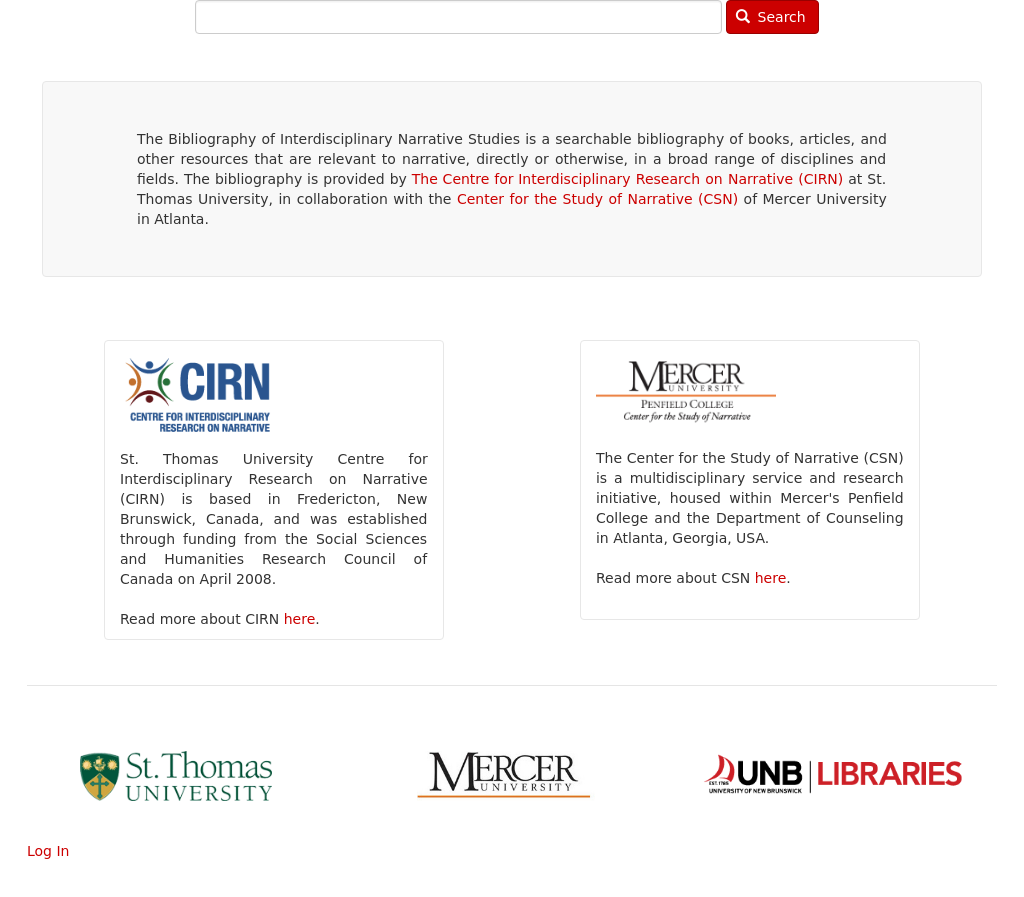 Search
The Bibliography of Interdisciplinary Narrative Studies is a searchable bibliography of books, articles, and
other resources that are relevant to narrative, directly or otherwise, in a broad range of disciplines and
fields. The bibliography is provided by The Centre for Interdisciplinary Research on Narrative (CIRN) at St.
Thomas University, in collaboration with the Center for the Study of Narrative (CSN) of Mercer University
in Atlanta.
CIRN
CENTRE FOR INTERDISCIPLINARY
RESEARCH ON NARRATIVE
St. Thomas University Centre for
Interdisciplinary Research on Narrative
(CIRN) is based in Fredericton, New
Brunswick, Canada, and was established
through funding from the Social Sciences
and Humanities Research Council of
Canada on April 2008.
Read more about CIRN here.
MERCER
UNIVERSITY
PENFIELD COLLEGE
Center for the Study of Narrative
The Center for the Study of Narrative (CSN)
is a multidisciplinary service and research
initiative, housed within Mercer's Penfield
College and the Department of Counseling
in Atlanta, Georgia, USA.
Read more about CSN here.
St. Thomas
UNIVERSITY
MERCER
UNIVERSITY
EST. 1785
UNB LIBRARIES
UNIVERSITY OF NEW BRUNSWICK
Log In